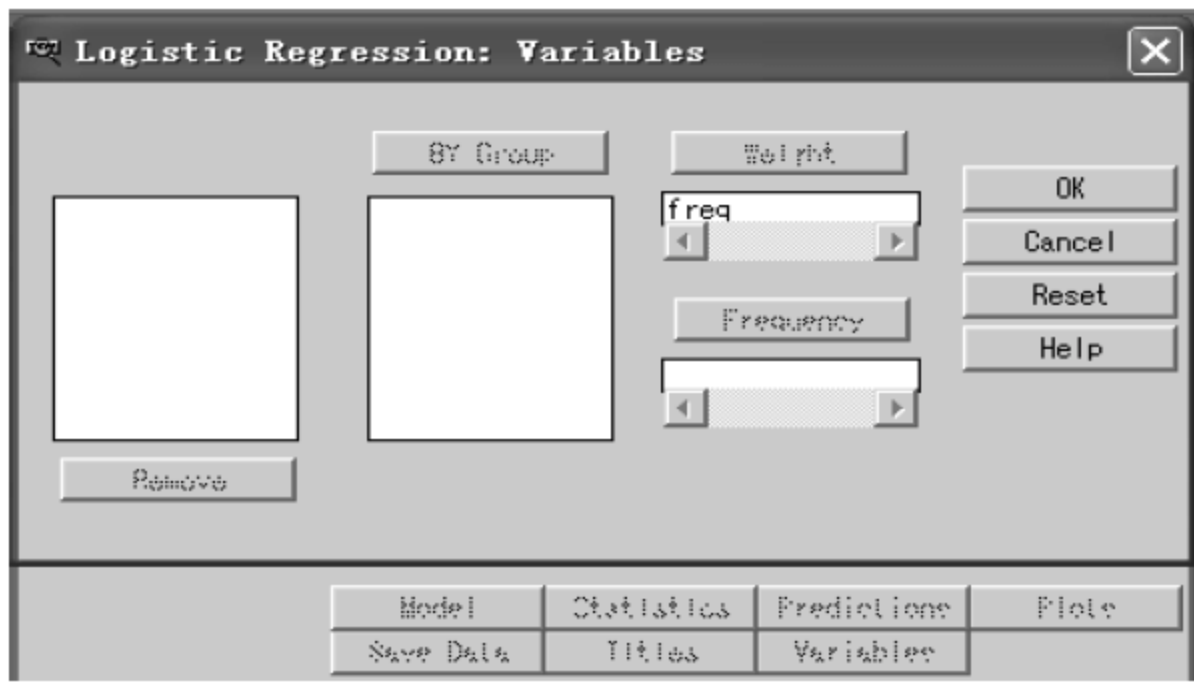 Logistic Regression: Variables
BY Group
Weight
OK
freq
Cancel
Reset
Frequency
Help
Remove
Model Statistics Predictions Plots
Save Data Titles Variables